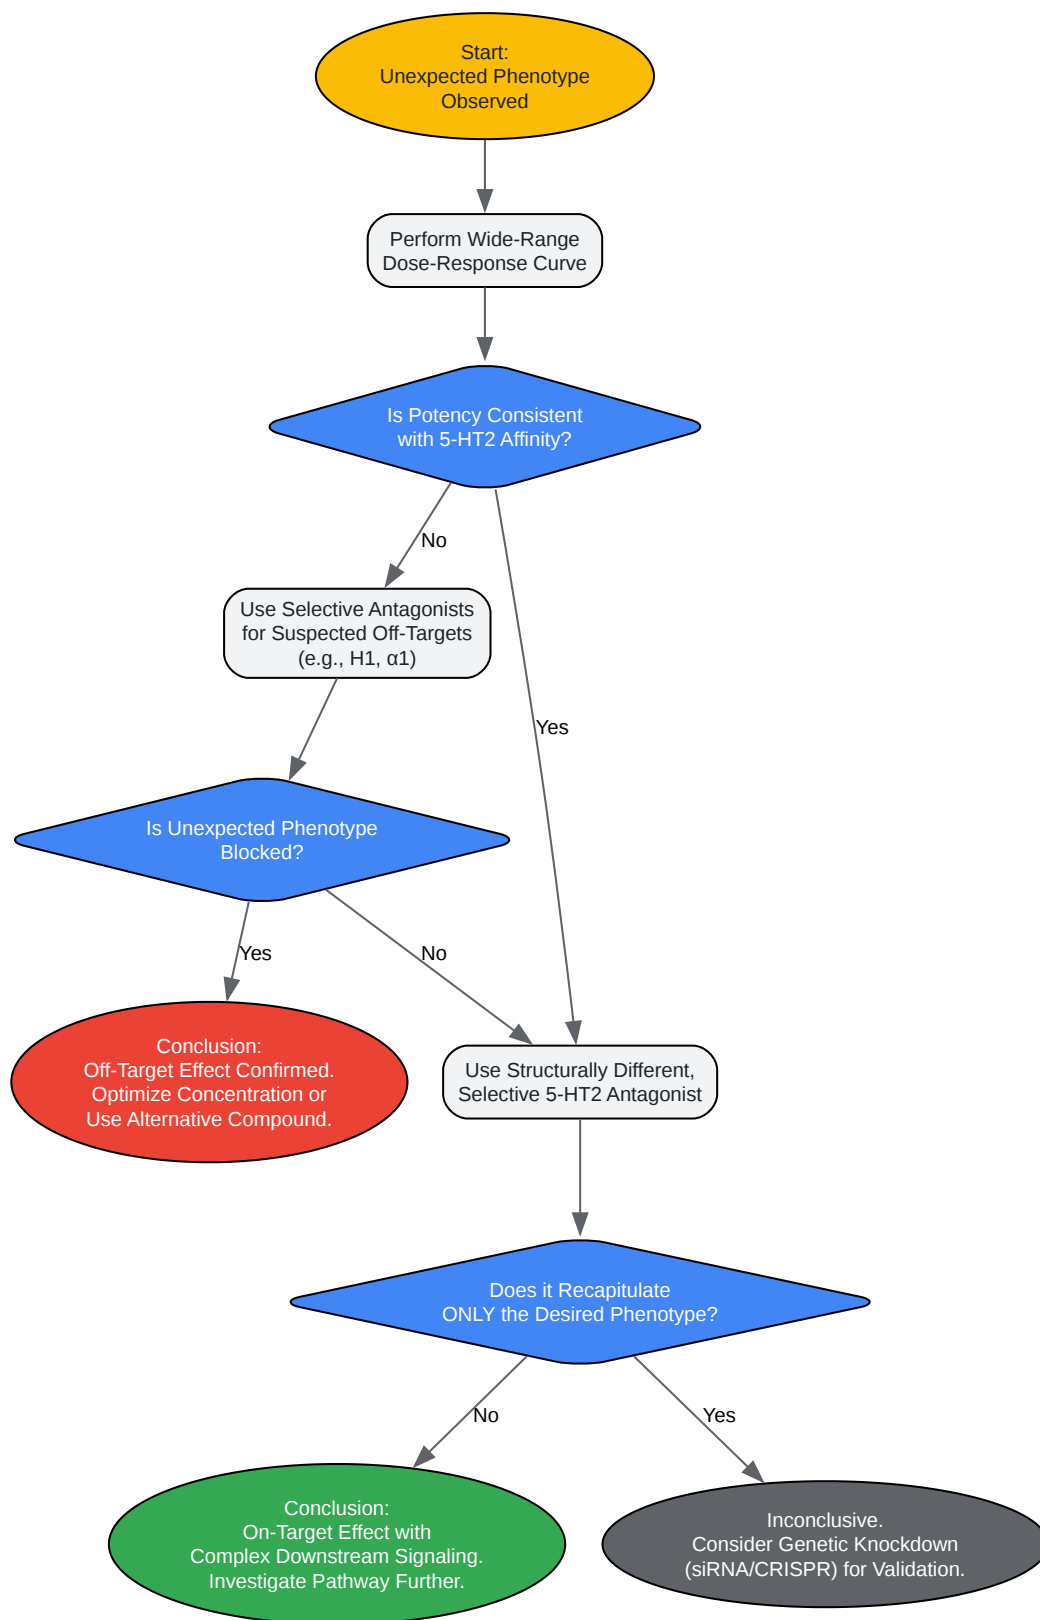 Start:
Unexpected Phenotype
Observed
Perform Wide-Range
Dose-Response Curve
Is Potency Consistent
with 5-HT2 Affinity?
No
Use Selective Antagonists
for Suspected Off-Targets
(e.g., H1, α1)
Yes
Is Unexpected Phenotype
Blocked?
Yes
No
Conclusion:
Off-Target Effect Confirmed.
Optimize Concentration or
Use Alternative Compound.
Use Structurally Different,
Selective 5-HT2 Antagonist
Does it Recapitulate
ONLY the Desired Phenotype?
No
Yes
Conclusion:
On-Target Effect with
Complex Downstream Signaling.
Investigate Pathway Further.
Inconclusive.
Consider Genetic Knockdown
(siRNA/CRISPR) for Validation.